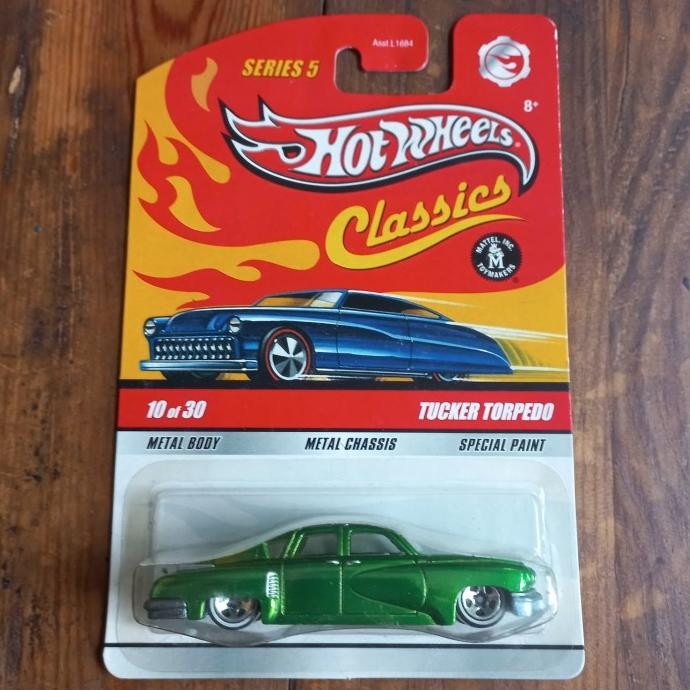 Asst.L1684
SERIES 5
8+
HOT WHEELS®
Classics
MATTEL, INC.
M
TOYMAKERS
®
10 of 30
TUCKER TORPEDO
METAL BODY
METAL CHASSIS
SPECIAL PAINT